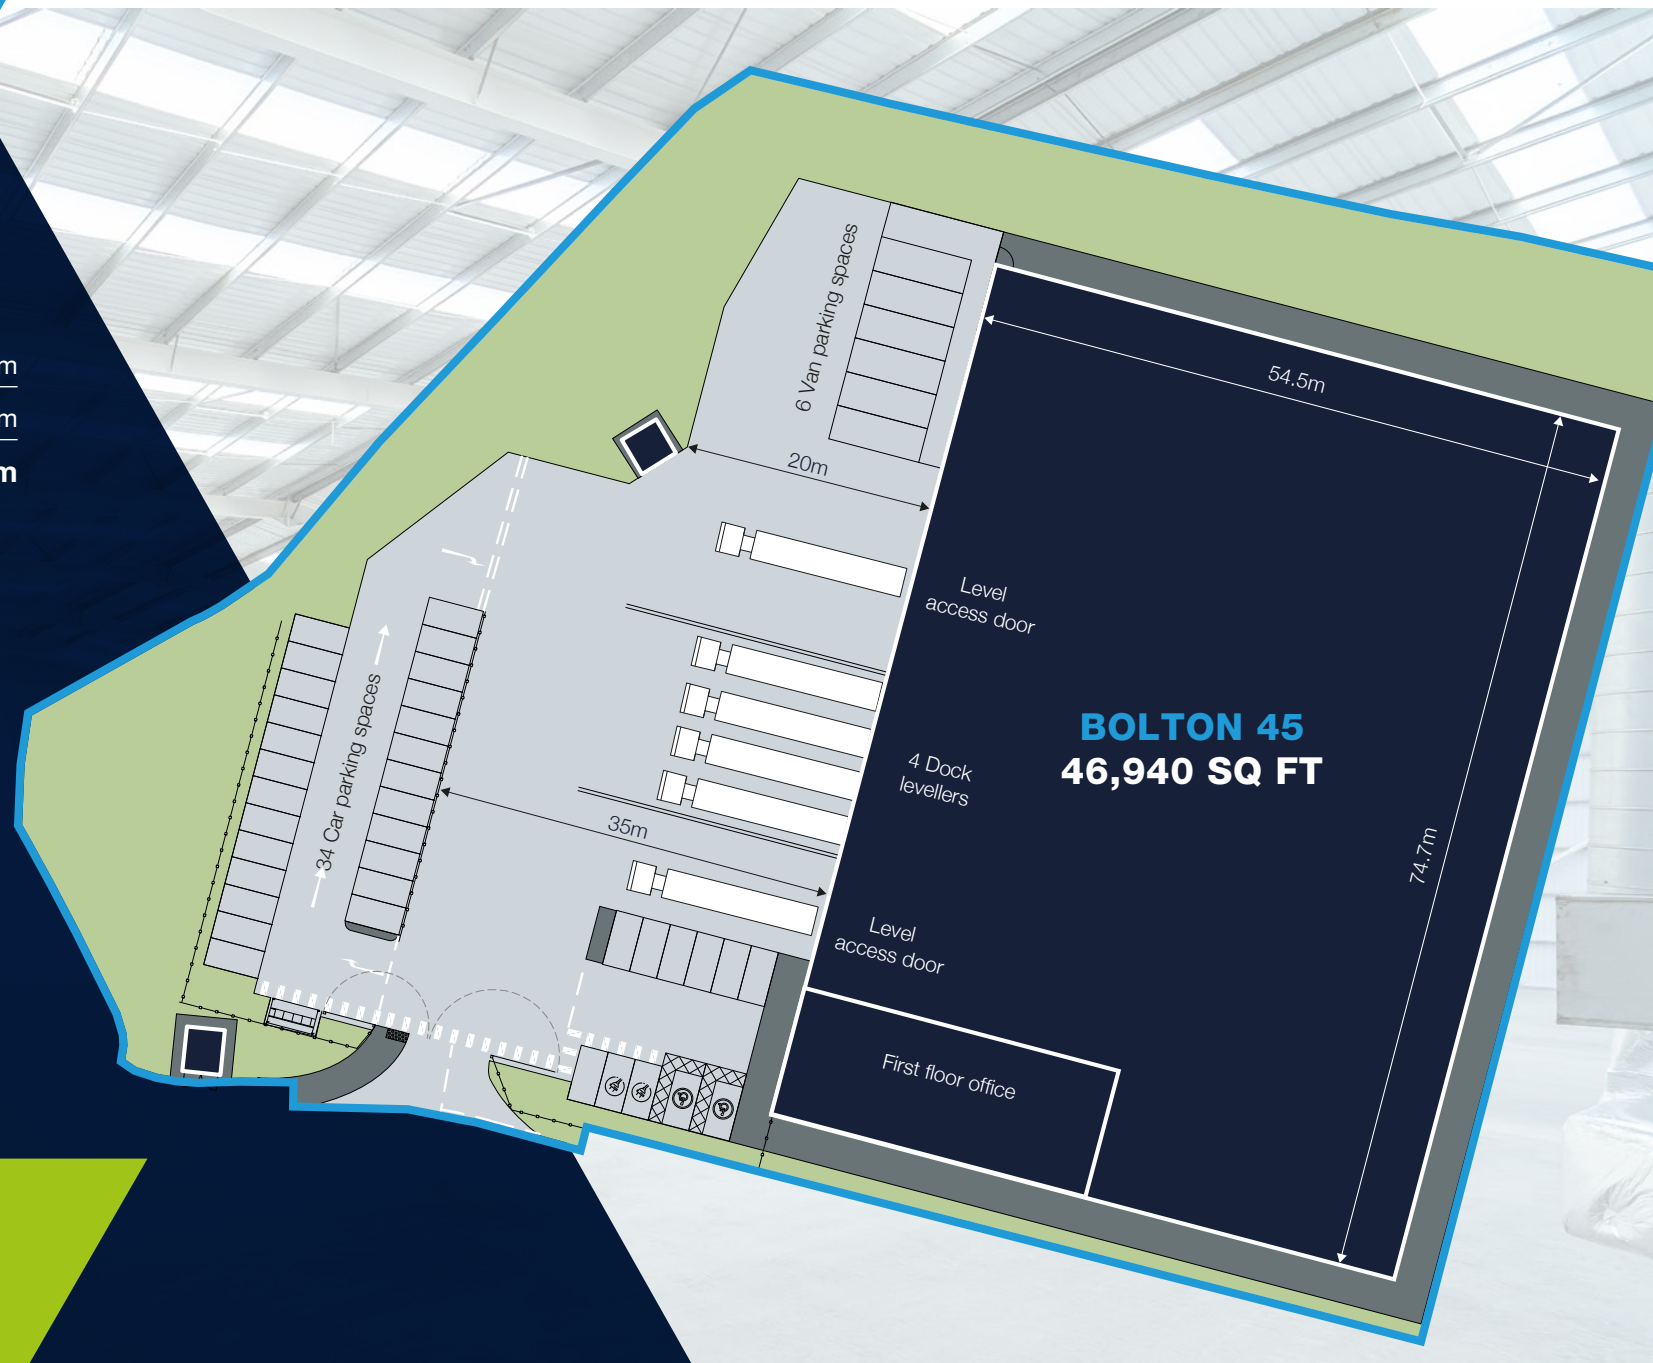 m
m
m
6 Van parking spaces
54.5m
20m
Level
access door
34 Car parking spaces
BOLTON 45
46,940 SQ FT
4 Dock
levellers
35m
74.7m
Level
access door
First floor office